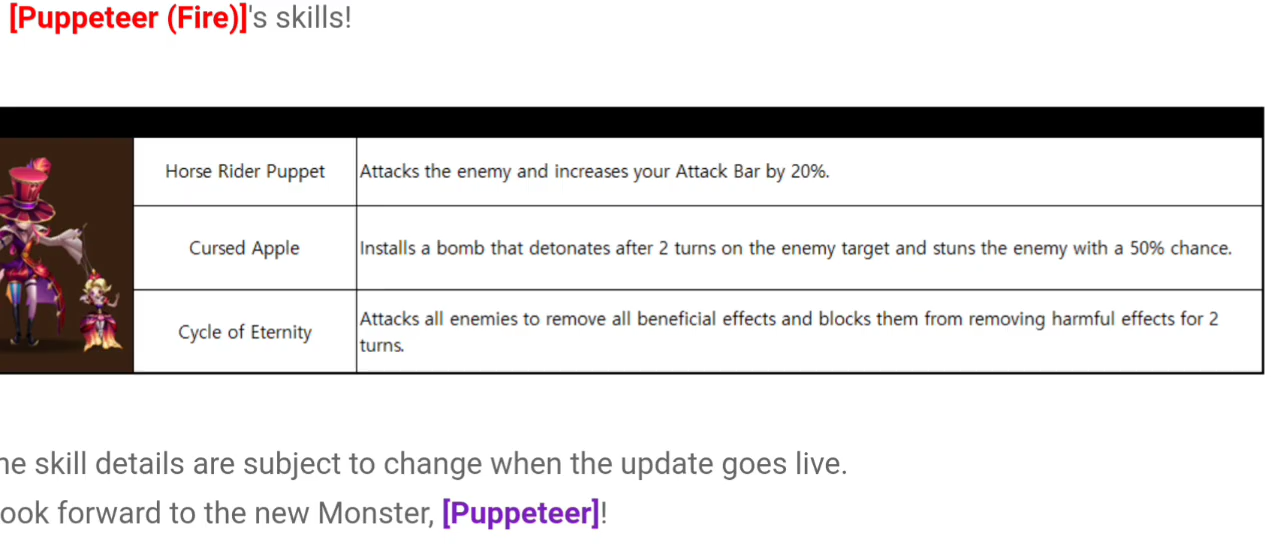 [Puppeteer (Fire)]'s skills!
Horse Rider Puppet
Attacks the enemy and increases your Attack Bar by 20%.
Cursed Apple
Installs a bomb that detonates after 2 turns on the enemy target and stuns the enemy with a 50% chance.
Cycle of Eternity
Attacks all enemies to remove all beneficial effects and blocks them from removing harmful effects for 2
turns.
skill details are subject to change when the update goes live.
forward to the new Monster, [Puppeteer]!